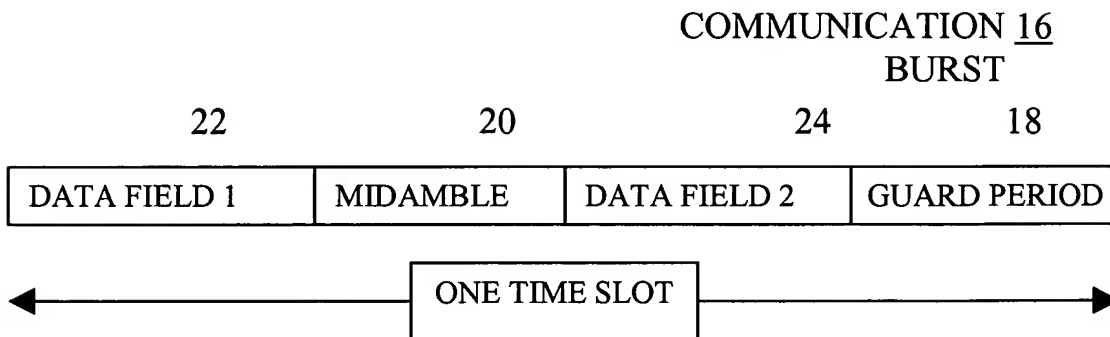 COMMUNICATION 16
BURST
22 20 24 18
DATA FIELD 1 MIDAMBLE DATA FIELD 2 GUARD PERIOD
ONE TIME SLOT